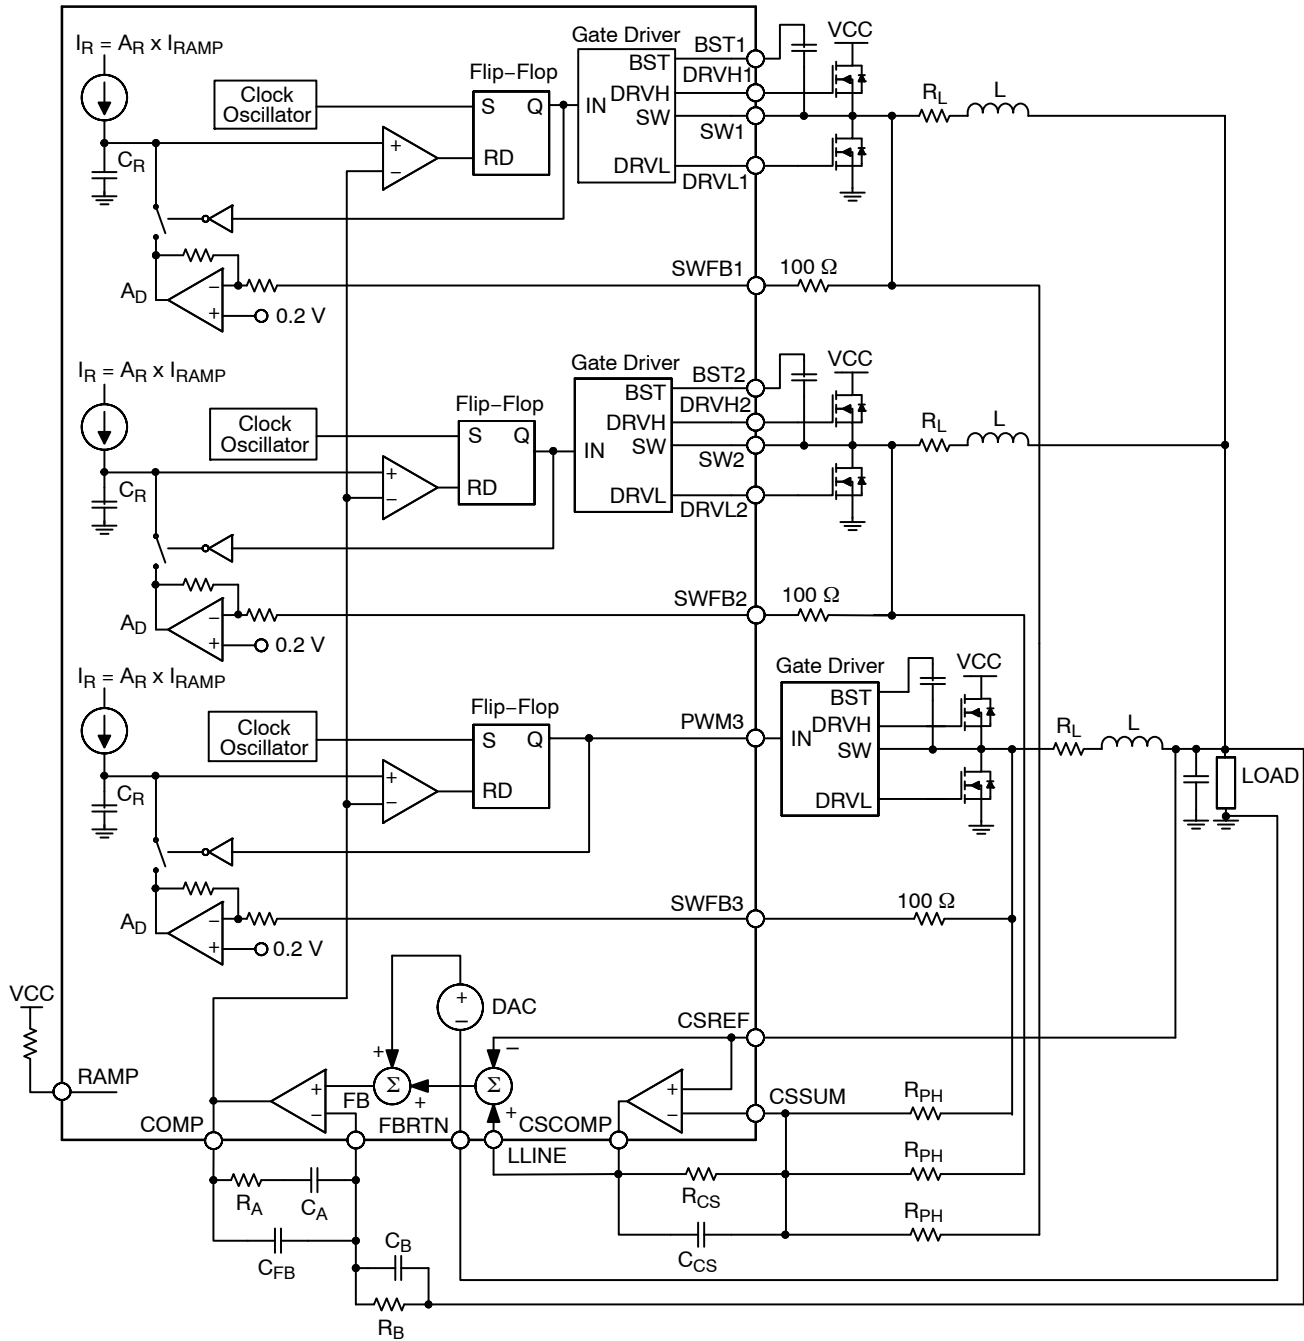 I_R = A_R x I_RAMP
Clock Oscillator
Flip−Flop
S Q
RD
Gate Driver
BST
IN DRVH
SW
DRVL
BST1
DRVH1
SW1
DRVL1
VCC
R_L L
C_R
+
−
A_D
−
+
0.2 V
SWFB1
100 Ω
I_R = A_R x I_RAMP
Clock Oscillator
Flip−Flop
S Q
RD
Gate Driver
BST
DRVH
IN SW
DRVL
BST2
DRVH2
SW2
DRVL2
VCC
R_L L
C_R
+
−
A_D
−
+
0.2 V
SWFB2
100 Ω
I_R = A_R x I_RAMP
Clock Oscillator
Flip−Flop
S Q
RD
PWM3
Gate Driver
BST
DRVH
IN SW
DRVL
VCC
R_L L
LOAD
C_R
+
−
A_D
−
+
0.2 V
SWFB3
100 Ω
VCC
RAMP
+
−
DAC
CSREF
+
−
Σ
Σ
+
+
+
−
FB
+
−
CSSUM
R_PH
COMP
FBRTN
LLINE
CSCOMP
R_PH
R_A
C_A
R_CS
R_PH
C_FB
C_B
C_CS
R_B